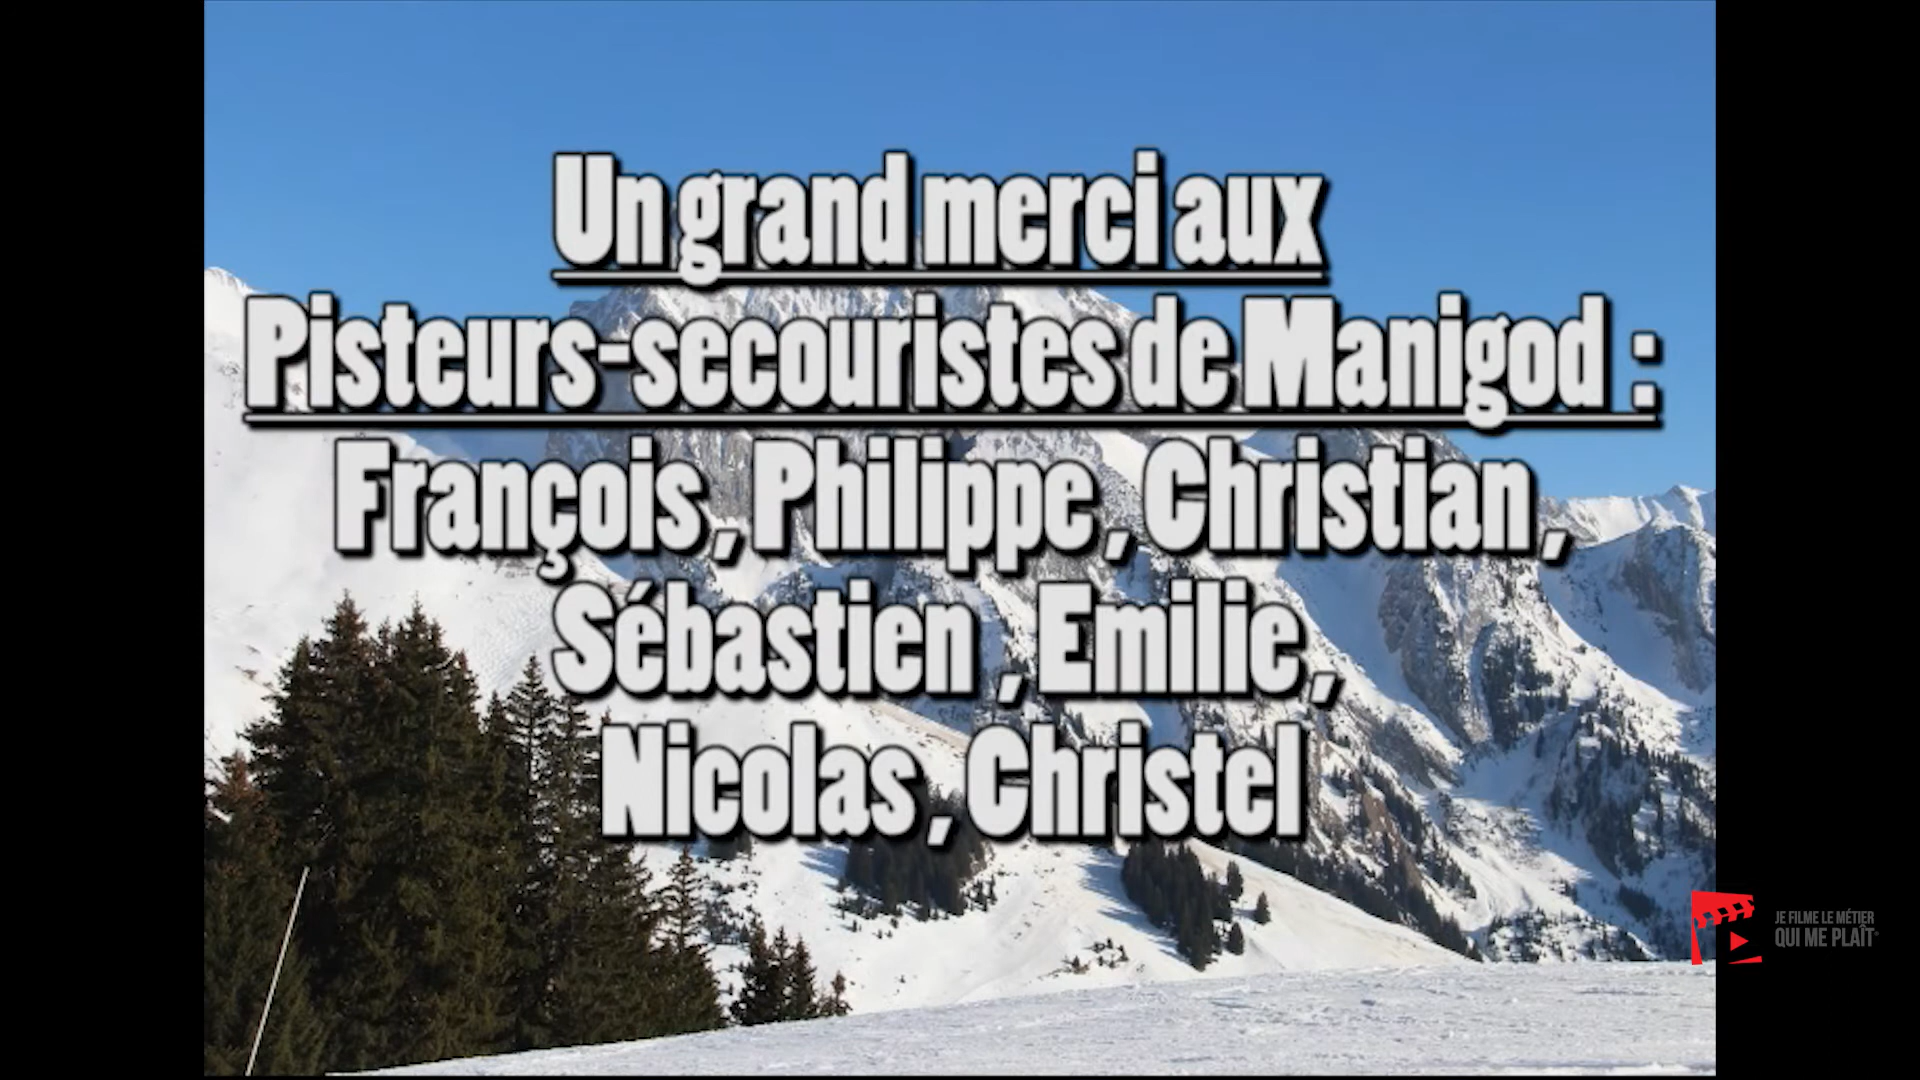 Un grand merci aux
Pisteurs-secouristes de Manigod :
François , Philippe , Christian ,
Sébastien , Emilie ,
Nicolas , Christel
JE FILME LE MÉTIER
QUI ME PLAÎT®